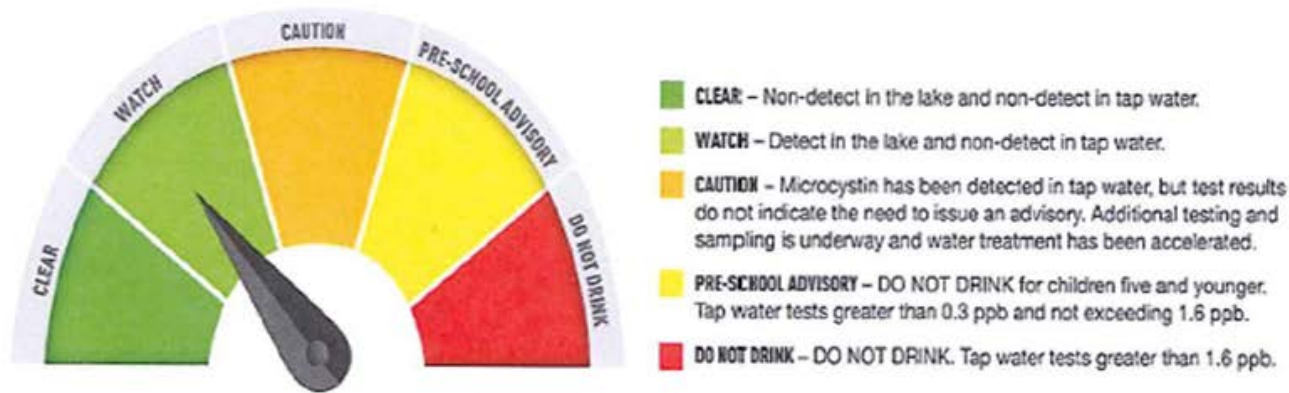 CLEAR
WATCH
CAUTION
PRE-SCHOOL ADVISORY
DO NOT DRINK
CLEAR – Non-detect in the lake and non-detect in tap water.
WATCH – Detect in the lake and non-detect in tap water.
CAUTION – Microcystin has been detected in tap water, but test results
do not indicate the need to issue an advisory. Additional testing and
sampling is underway and water treatment has been accelerated.
PRE-SCHOOL ADVISORY – DO NOT DRINK for children five and younger.
Tap water tests greater than 0.3 ppb and not exceeding 1.6 ppb.
DO NOT DRINK – DO NOT DRINK. Tap water tests greater than 1.6 ppb.